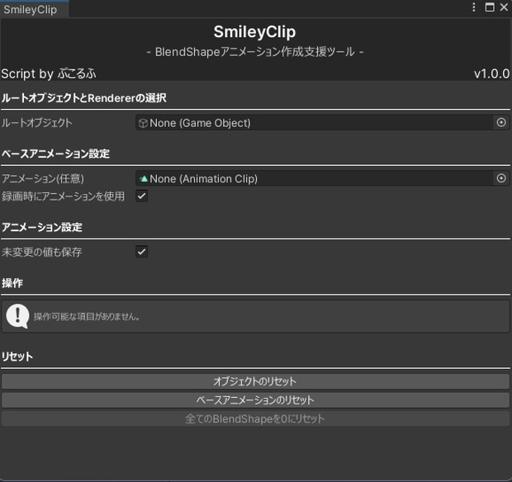 SmileyClip
SmileyClip
- BlendShapeアニメーション作成支援ツール -
Script by ぷこるふ v1.0.0
ルートオブジェクトとRendererの選択
ルートオブジェクト None (Game Object)
ベースアニメーション設定
アニメーション(任意) None (Animation Clip)
録画時にアニメーションを使用
アニメーション設定
未変更の値も保存
操作
操作可能な項目がありません。
リセット
オブジェクトのリセット
ベースアニメーションのリセット
全てのBlendShapeを0にリセット